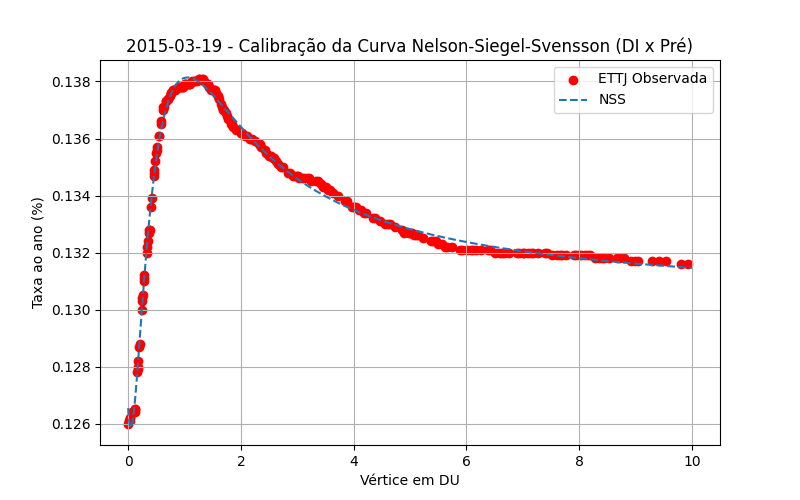 2015-03-19 - Calibração da Curva Nelson-Siegel-Svensson (DI x Pré)
ETTJ Observada
NSS
Taxa ao ano (%)
0.138
0.136
0.134
0.132
0.130
0.128
0.126
0 2 4 6 8 10
Vértice em DU